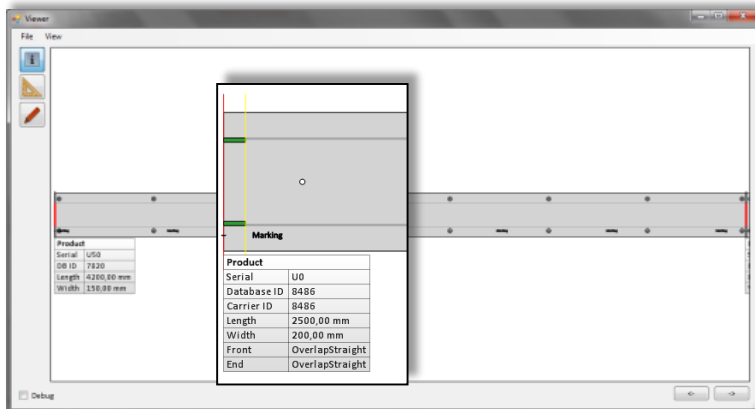 Viewer
File View
Marking
Product
Serial U0
Database ID 8486
Carrier ID 8486
Length 2500,00 mm
Width 200,00 mm
Front OverlapStraight
End OverlapStraight
Product
Serial U50
DB ID 7820
Length 4200,00 mm
Width 150,00 mm
Debug